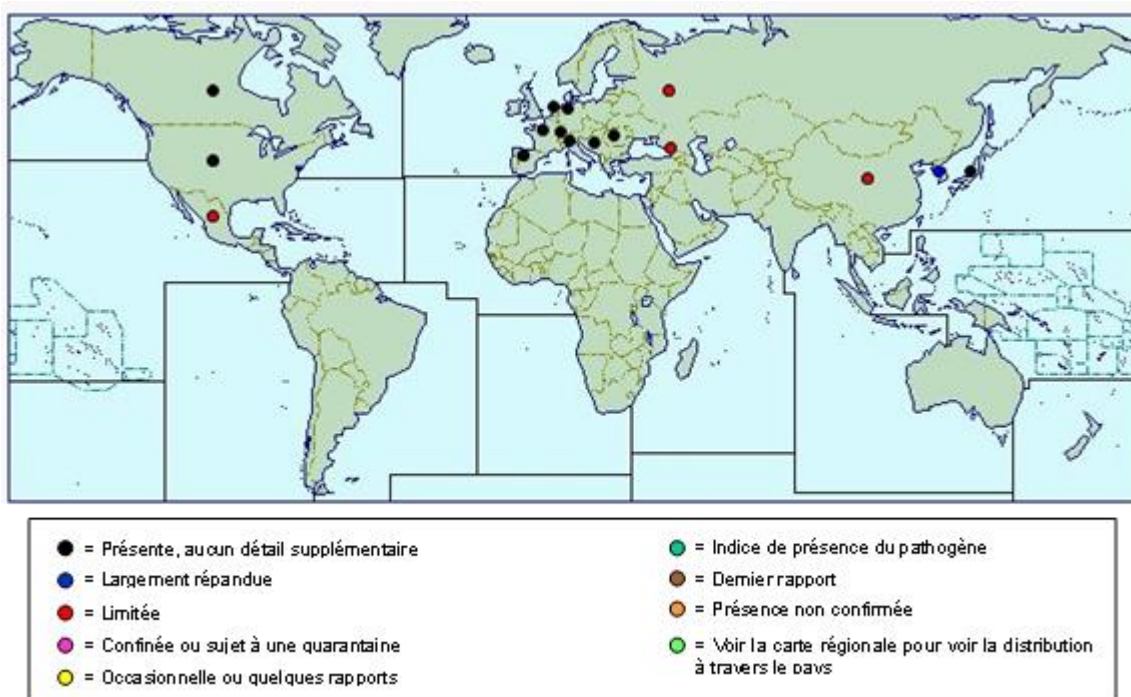 = Présente, aucun détail supplémentaire
= Largement répandue
= Limitée
= Confinée ou sujet à une quarantaine
= Occasionnelle ou quelques rapports
= Indice de présence du pathogène
= Dernier rapport
= Présence non confirmée
= Voir la carte régionale pour voir la distribution
à travers le pays